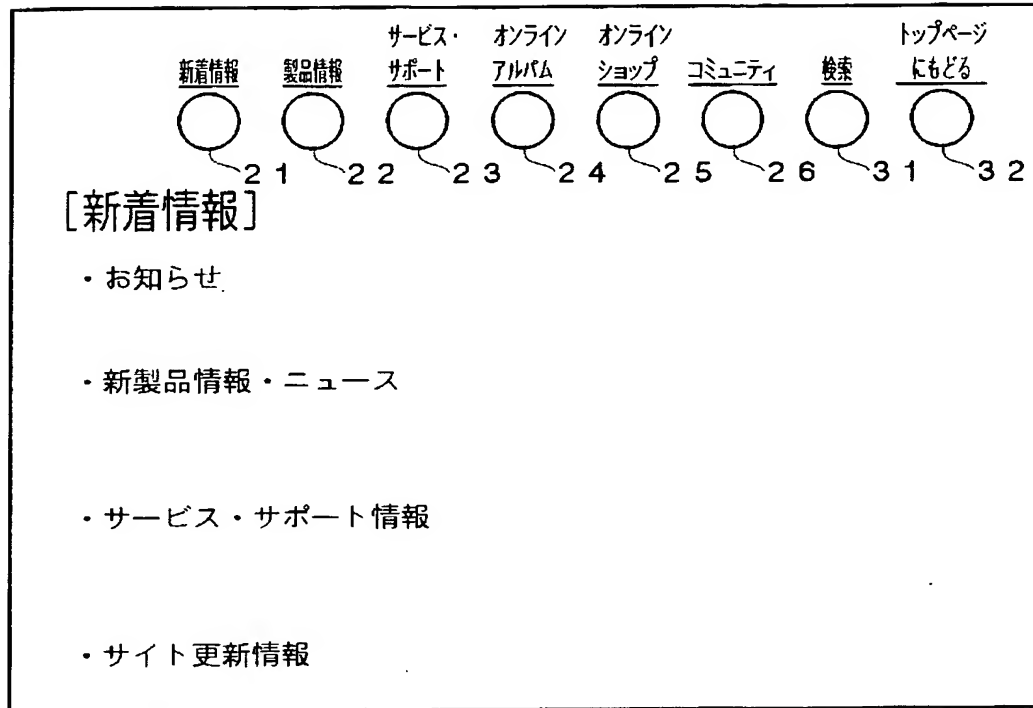 サービス・ オンライン オンライン トップページ
新着情報 製品情報 サポート アルバム ショップ コミュニティ 検索 にもどる
21 22 23 24 25 26 31 32
[新着情報]
・お知らせ
・新製品情報・ニュース
・サービス・サポート情報
・サイト更新情報